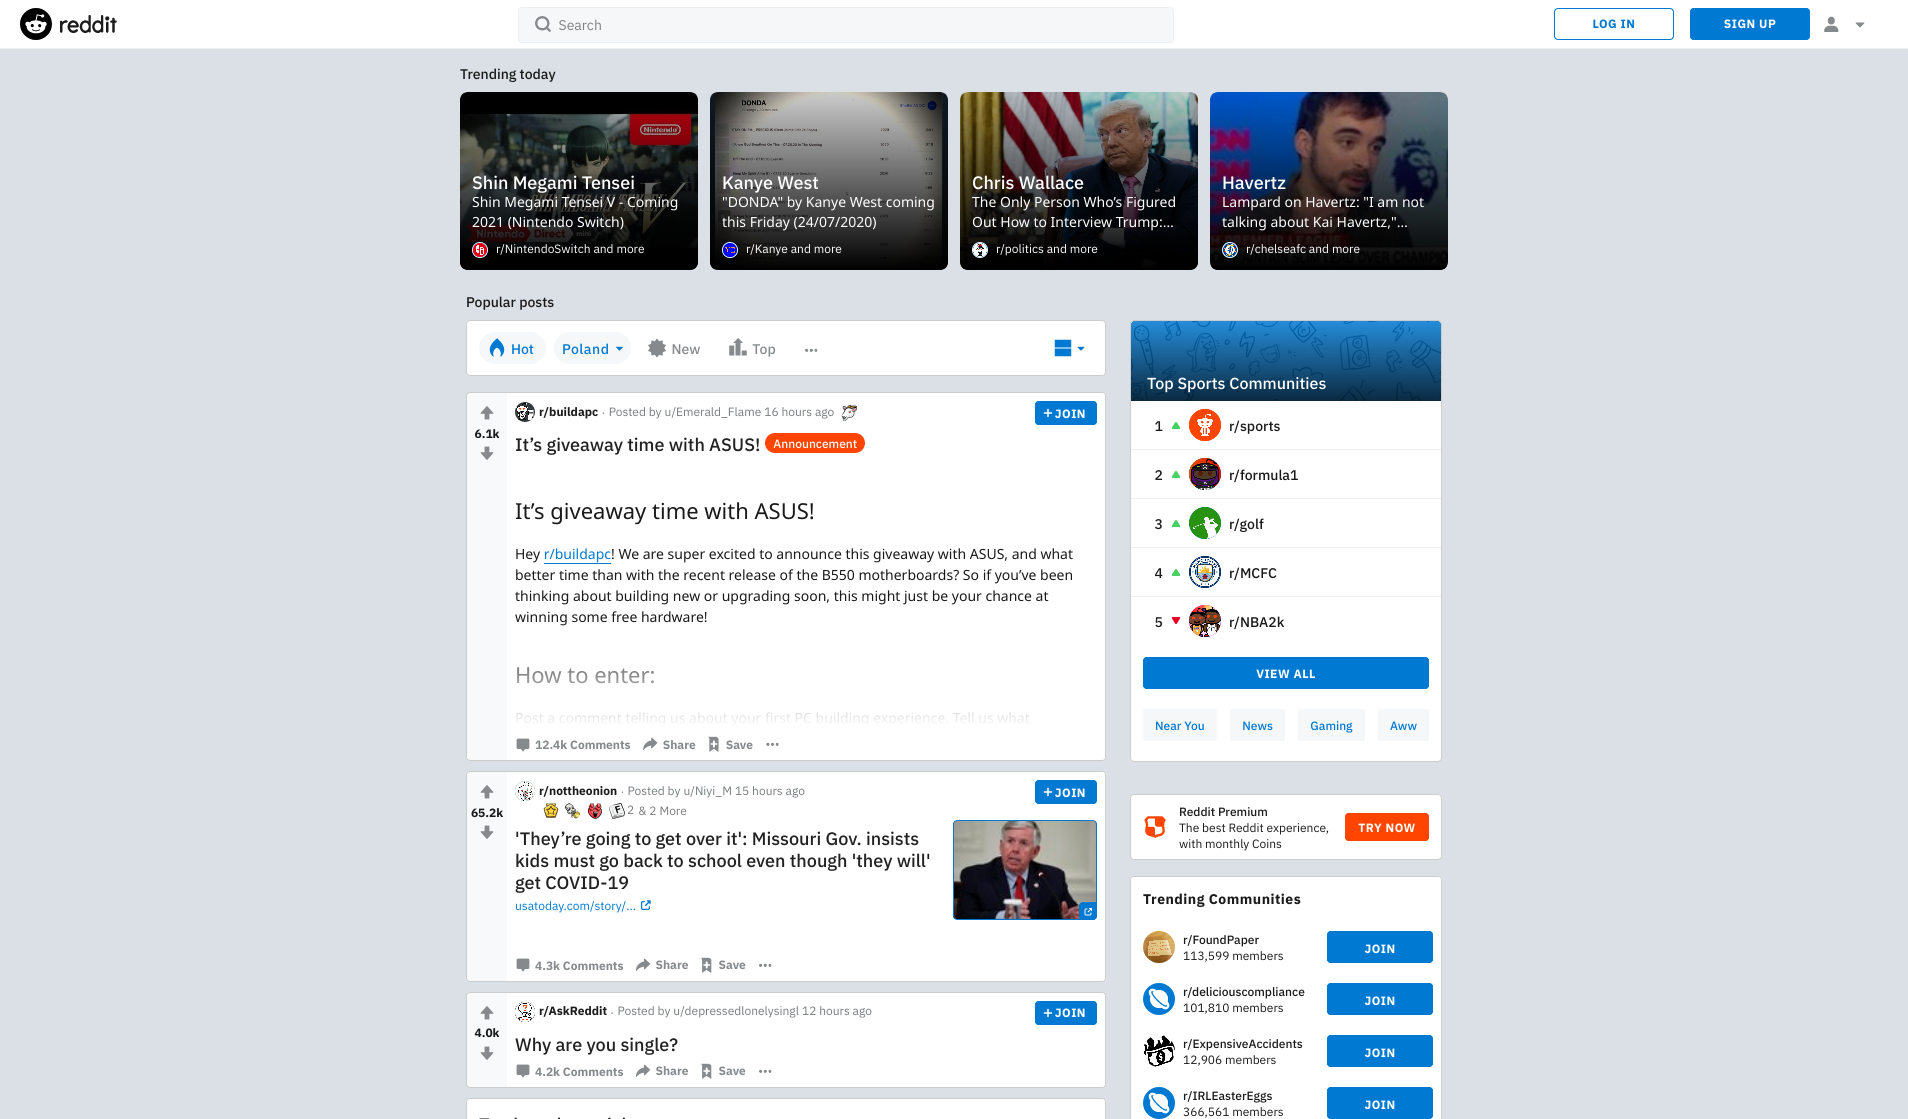 reddit
Search
LOG IN
SIGN UP
Trending today
Nintendo
Shin Megami Tensei
Shin Megami Tensei V - Coming
2021 (Nintendo Switch)
r/NintendoSwitch and more
DONDA
Kanye West
"DONDA" by Kanye West coming
this Friday (24/07/2020)
r/Kanye and more
Chris Wallace
The Only Person Who's Figured
Out How to Interview Trump:...
r/politics and more
Havertz
Lampard on Havertz: "I am not
talking about Kai Havertz,"...
r/chelseafc and more
Popular posts
Hot
Poland
New
Top
...
r/buildapc · Posted by u/Emerald_Flame 16 hours ago
+ JOIN
6.1k
It’s giveaway time with ASUS! Announcement
It’s giveaway time with ASUS!
Hey r/buildapc! We are super excited to announce this giveaway with ASUS, and what
better time than with the recent release of the B550 motherboards? So if you’ve been
thinking about building new or upgrading soon, this might just be your chance at
winning some free hardware!
How to enter:
Post a comment telling us about your first PC building experience. Tell us what
12.4k Comments Share Save ...
r/nottheonion · Posted by u/Niyi_M 15 hours ago
+ JOIN
2 & 2 More
65.2k
'They’re going to get over it': Missouri Gov. insists
kids must go back to school even though 'they will'
get COVID-19
usatoday.com/story/...
4.3k Comments Share Save ...
r/AskReddit · Posted by u/depressedlonelysingl 12 hours ago
+ JOIN
4.0k
Why are you single?
4.2k Comments Share Save ...
Top Sports Communities
1 r/sports
2 r/formula1
3 r/golf
4 r/MCFC
5 r/NBA2k
VIEW ALL
Near You
News
Gaming
Aww
Reddit Premium
The best Reddit experience,
with monthly Coins
TRY NOW
Trending Communities
r/FoundPaper
113,599 members
JOIN
r/deliciouscompliance
101,810 members
JOIN
r/ExpensiveAccidents
12,906 members
JOIN
r/IRLEasterEggs
366,561 members
JOIN